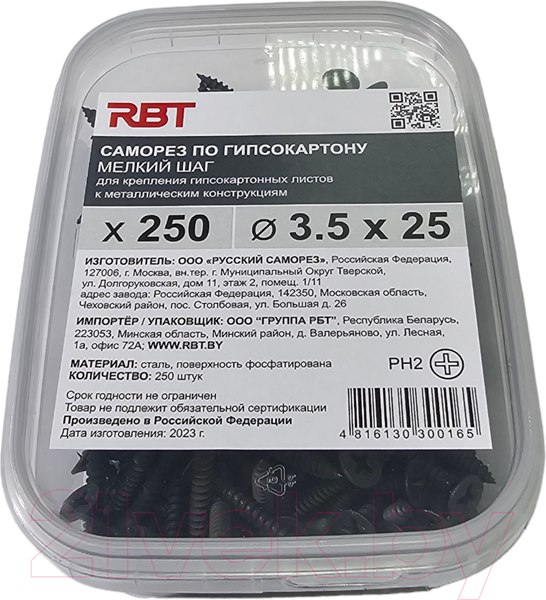 RBT
САМОРЕЗ ПО ГИПСОКАРТОНУ
МЕЛКИЙ ШАГ
для крепления гипсокартонных листов
к металлическим конструкциям
x 250
Ø 3.5 x 25
ИЗГОТОВИТЕЛЬ: ООО «РУССКИЙ САМОРЕЗ», Российская Федерация,
127006, г. Москва, вн.тер. г. Муниципальный Округ Тверской,
ул. Долгоруковская, дом 11, этаж 2, помещ. 1/11
адрес завода: Российская Федерация, 142350, Московская область,
Чеховский район, пос. Столбовая, ул. Большая д. 26
ИМПОРТЁР / УПАКОВЩИК: ООО "ГРУППА РБТ", Республика Беларусь,
223053, Минская область, Минский район, д. Валерьяново, ул. Лесная,
1а, офис 72А; WWW.RBT.BY
МАТЕРИАЛ: сталь, поверхность фосфатирована
КОЛИЧЕСТВО: 250 штук
PH2
Срок годности не ограничен
Товар не подлежит обязательной сертификации
Произведено в Российской Федерации
Дата изготовления: 2023 г.
4 816130 300165
21vek.by